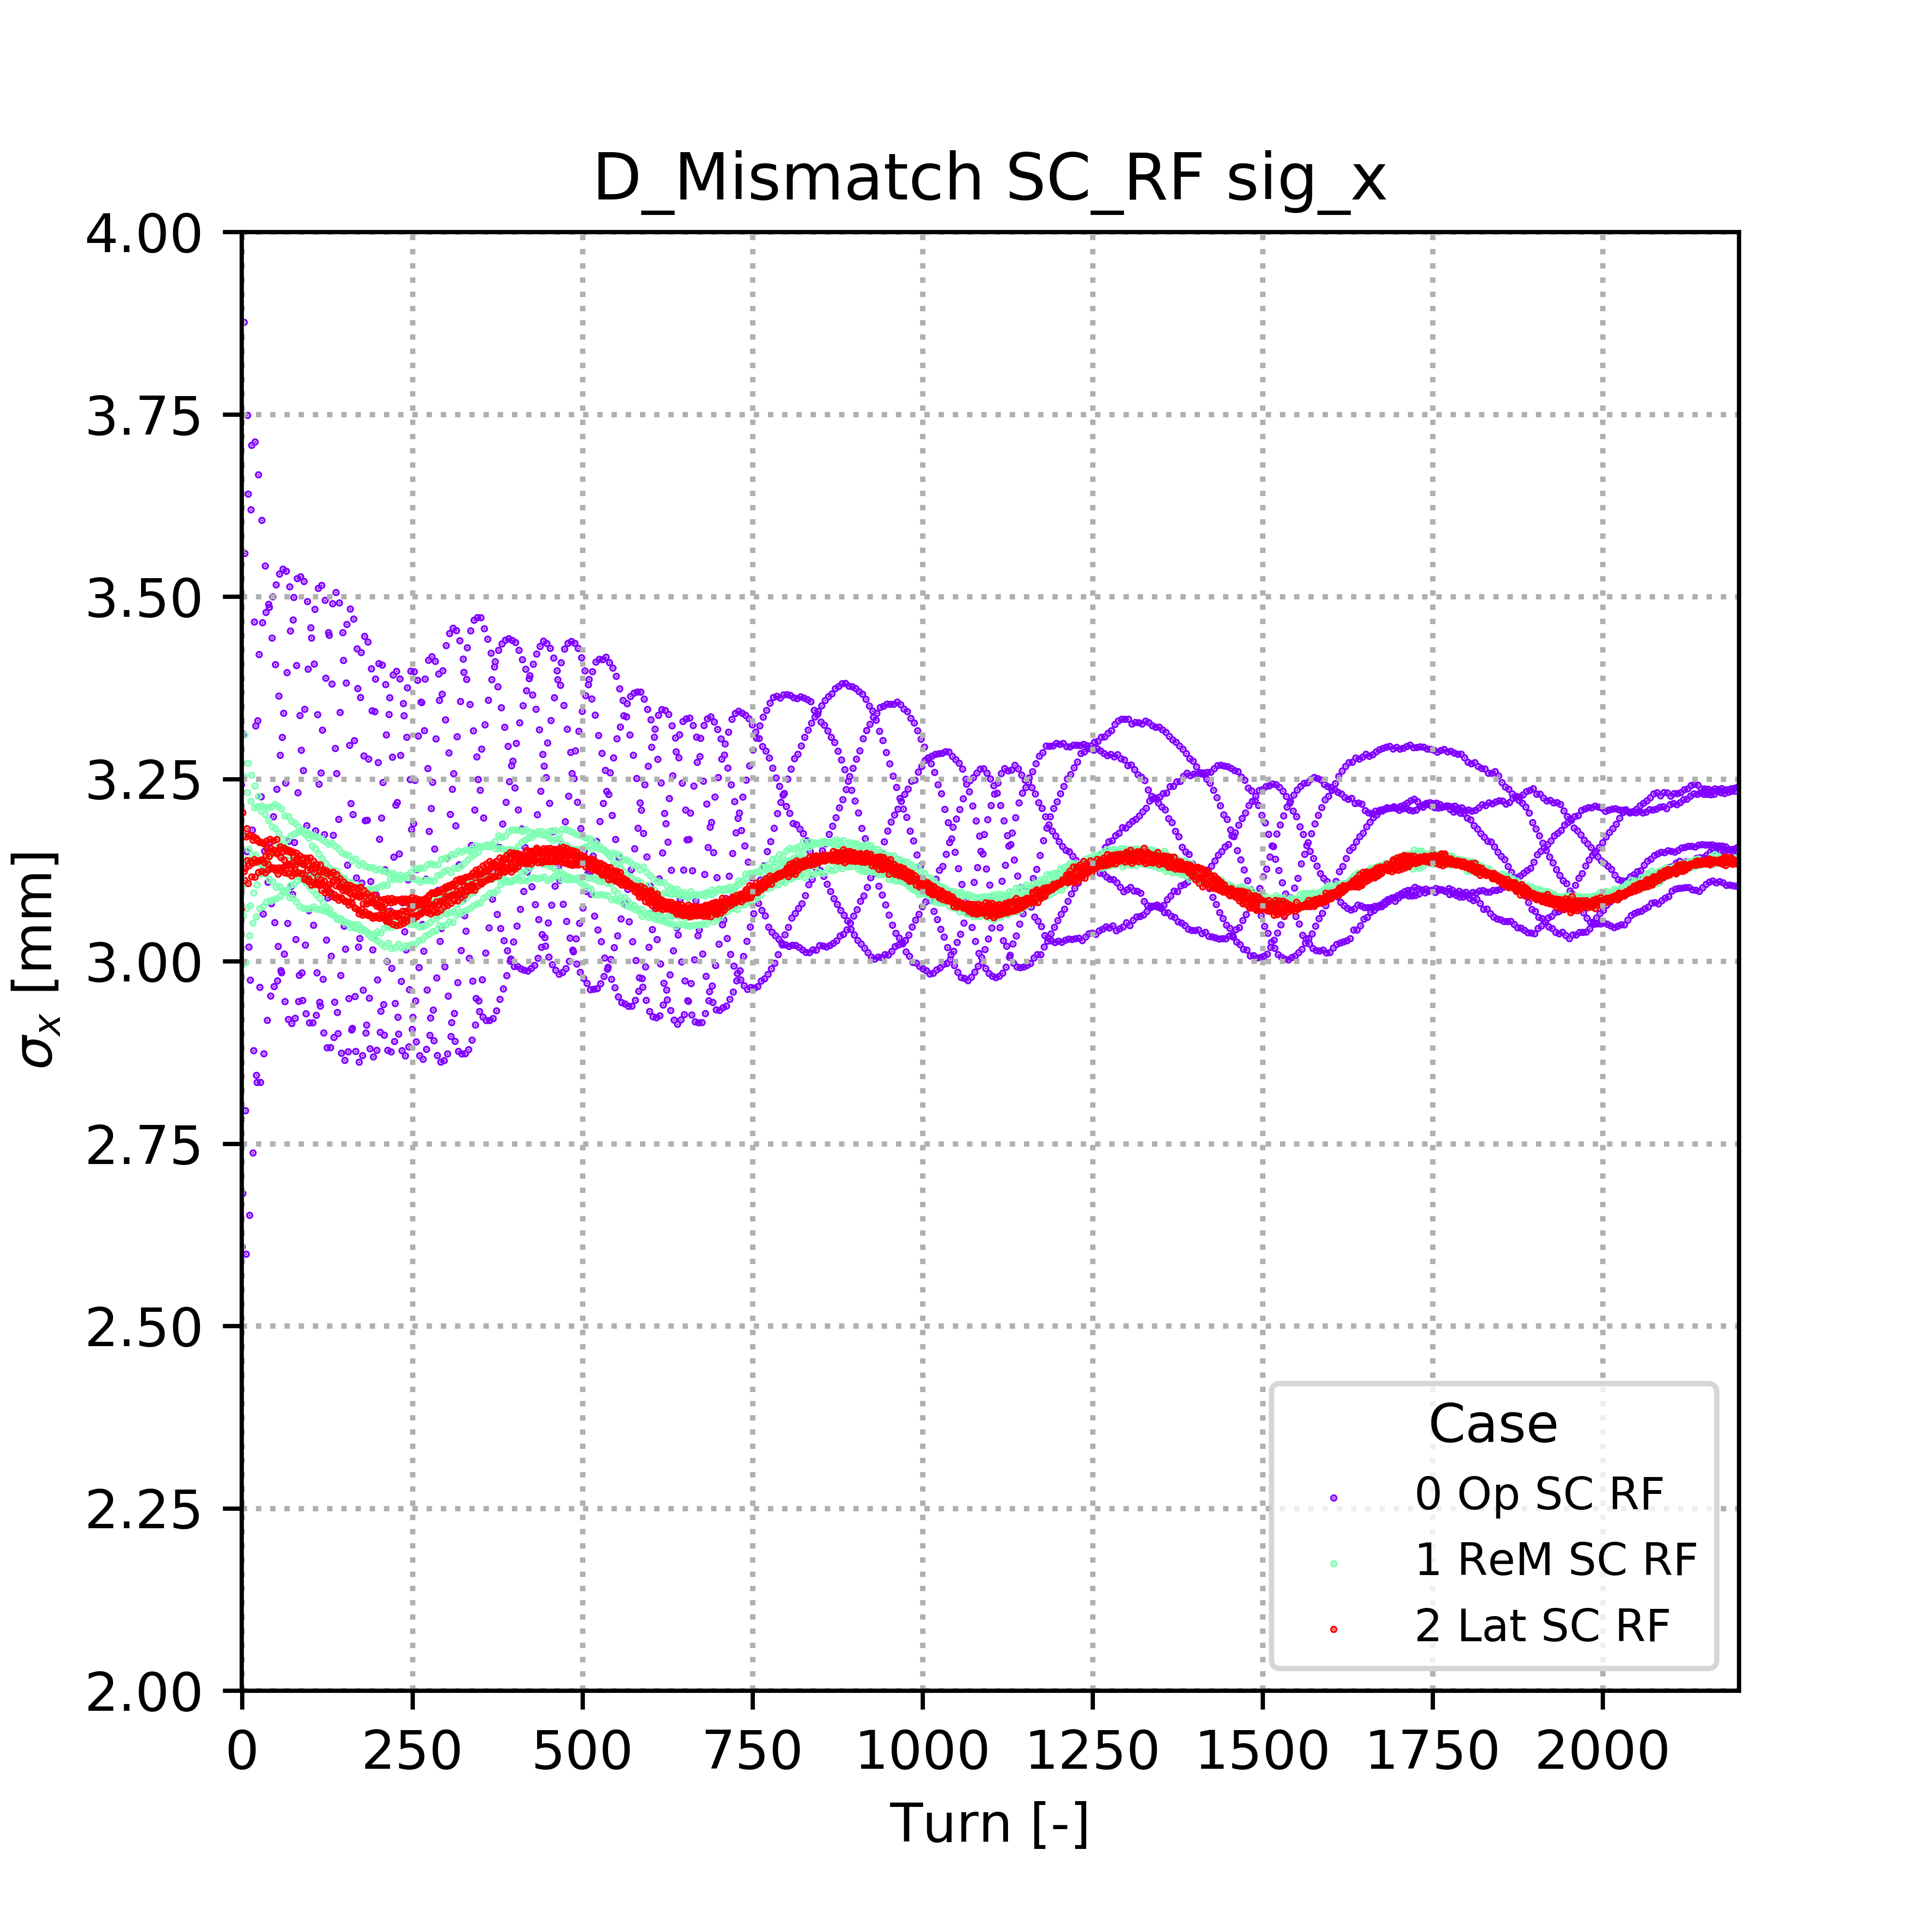 D_Mismatch SC_RF sig_x
4.00
3.75
3.50
3.25
3.00
2.75
2.50
2.25
2.00
σx [mm]
0 250 500 750 1000 1250 1500 1750 2000
Turn [-]
Case
0 Op SC RF
1 ReM SC RF
2 Lat SC RF